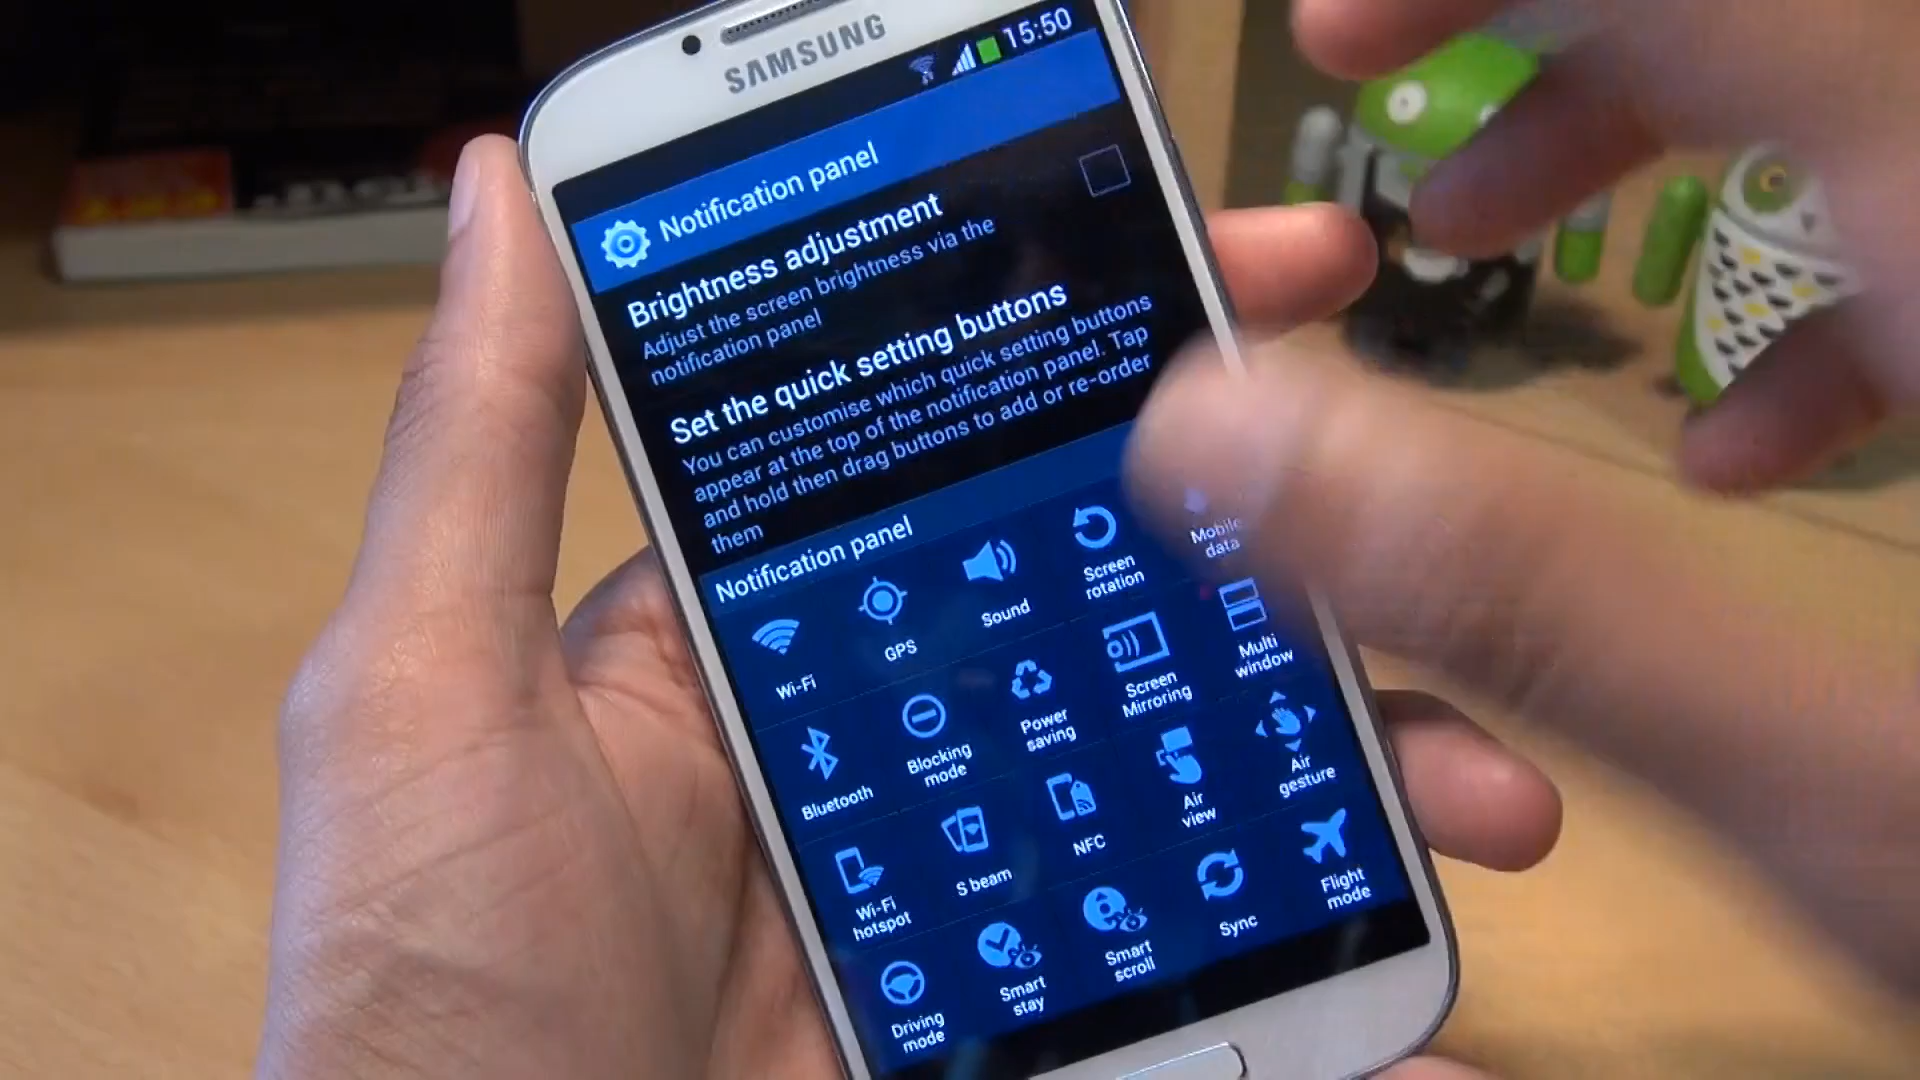 SAMSUNG
15:50
Notification panel
Brightness adjustment
Adjust the screen brightness via the
notification panel
Set the quick setting buttons
You can customise which quick setting buttons
appear at the top of the notification panel. Tap
and hold then drag buttons to add or re-order
them
Notification panel
Wi-Fi
GPS
Sound
Screen
rotation
Mobile
data
Bluetooth
Blocking
mode
Power
saving
Screen
Mirroring
Multi
window
Wi-Fi
hotspot
S beam
NFC
Air
view
Air
gesture
Driving
mode
Smart
stay
Smart
scroll
Sync
Flight
mode